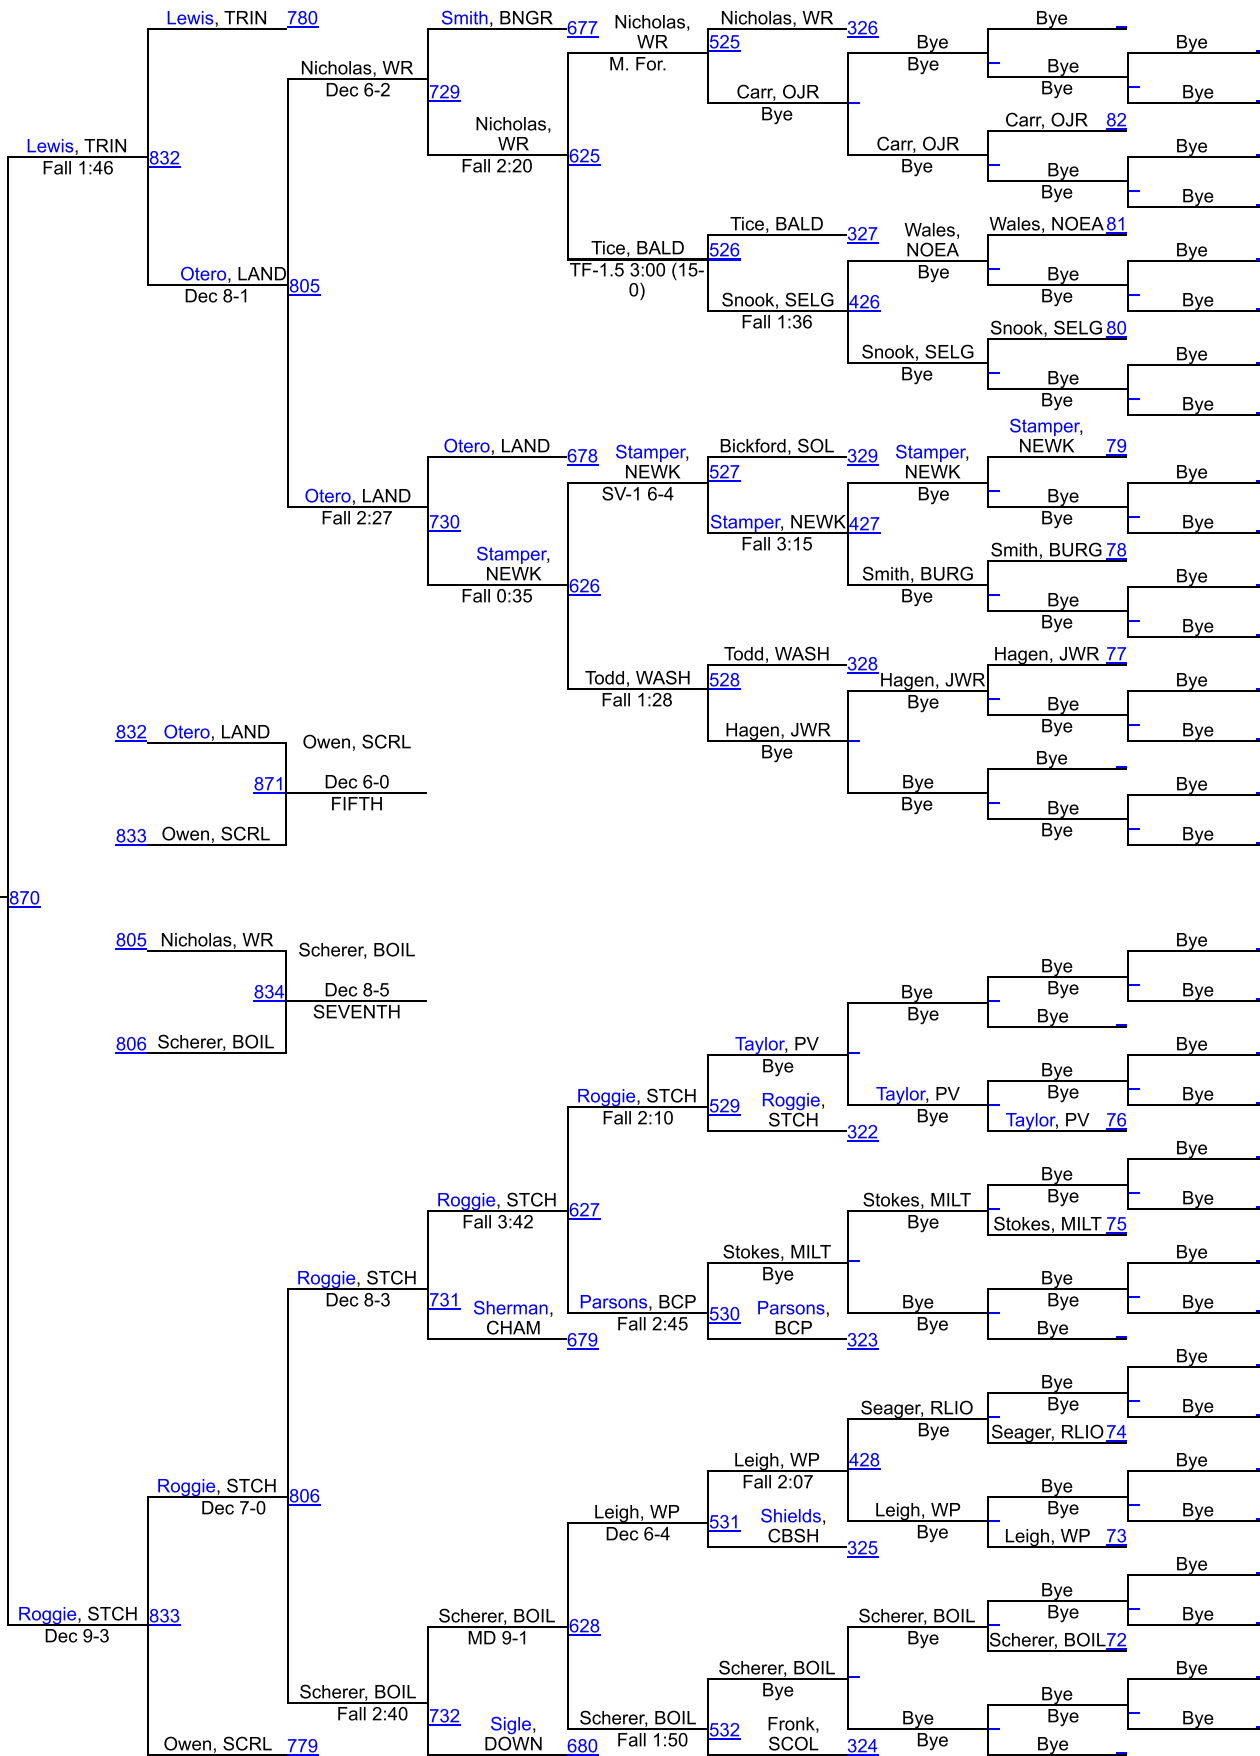 Lewis, TRIN 780
Smith, BNGR 677
Nicholas, WR
M. For.
Nicholas, WR 326
525
Bye
Bye
Bye
Bye
Bye
Bye
Bye
Nicholas, WR
Dec 6-2
729
Carr, OJR
Bye
Carr, OJR 82
Nicholas, WR
Fall 2:20
625
Carr, OJR
Bye
Bye
Bye
Bye
Bye
Lewis, TRIN
Fall 1:46
832
Tice, BALD 327
Wales, NOEA
Bye
Wales, NOEA 81
Tice, BALD
TF-1.5 3:00 (15-0)
526
Bye
Bye
Bye
Bye
Otero, LAND
Dec 8-1
805
Snook, SELG
Fall 1:36
426
Snook, SELG 80
Snook, SELG
Bye
Bye
Bye
Bye
Bye
Otero, LAND 678
Stamper, NEWK
SV-1 6-4
Bickford, SOL 329
527
Stamper, NEWK
Bye
Stamper, NEWK 79
Bye
Bye
Bye
Bye
Otero, LAND
Fall 2:27
730
Stamper, NEWK
Fall 3:15
427
Smith, BURG 78
Stamper, NEWK
Fall 0:35
626
Smith, BURG
Bye
Bye
Bye
Bye
Bye
Todd, WASH 328
Hagen, JWR
Bye
Hagen, JWR 77
Todd, WASH
Fall 1:28
528
Bye
Bye
Bye
Bye
Hagen, JWR
Bye
Bye
Bye
Bye
Bye
Bye
Bye
Bye
832 Otero, LAND
Owen, SCRL
871
Dec 6-0
FIFTH
833 Owen, SCRL
870
805 Nicholas, WR
Scherer, BOIL
834
Dec 8-5
SEVENTH
806 Scherer, BOIL
Bye
Bye
Bye
Bye
Bye
Bye
Bye
Taylor, PV
Bye
Bye
Bye
Bye
Bye
Roggie, STCH
Fall 2:10
529
Roggie, STCH 322
Taylor, PV
Bye
Taylor, PV 76
Roggie, STCH
Fall 3:42
627
Stokes, MILT
Bye
Bye
Bye
Bye
Bye
Stokes, MILT 75
Stokes, MILT
Bye
Roggie, STCH
Dec 8-3
731
Sherman, CHAM 679
Parsons, BCP
Fall 2:45
530
Parsons, BCP 323
Bye
Bye
Bye
Bye
Bye
Bye
Bye
Seager, RLIO
Bye
Bye
Bye
Bye
Bye
Seager, RLIO 74
Leigh, WP
Fall 2:07
428
Roggie, STCH
Dec 7-0
806
Leigh, WP
Dec 6-4
531
Shields, CBSH 325
Leigh, WP
Bye
Bye
Bye
Bye
Bye
Leigh, WP 73
Roggie, STCH
Dec 9-3
833
Scherer, BOIL
MD 9-1
628
Scherer, BOIL
Bye
Bye
Bye
Bye
Bye
Scherer, BOIL 72
Scherer, BOIL
Bye
Scherer, BOIL
Fall 2:40
732
Sigle, DOWN 680
Scherer, BOIL
Fall 1:50
532
Fronk, SCOL 324
Bye
Bye
Bye
Bye
Bye
Bye
Bye
Owen, SCRL 779